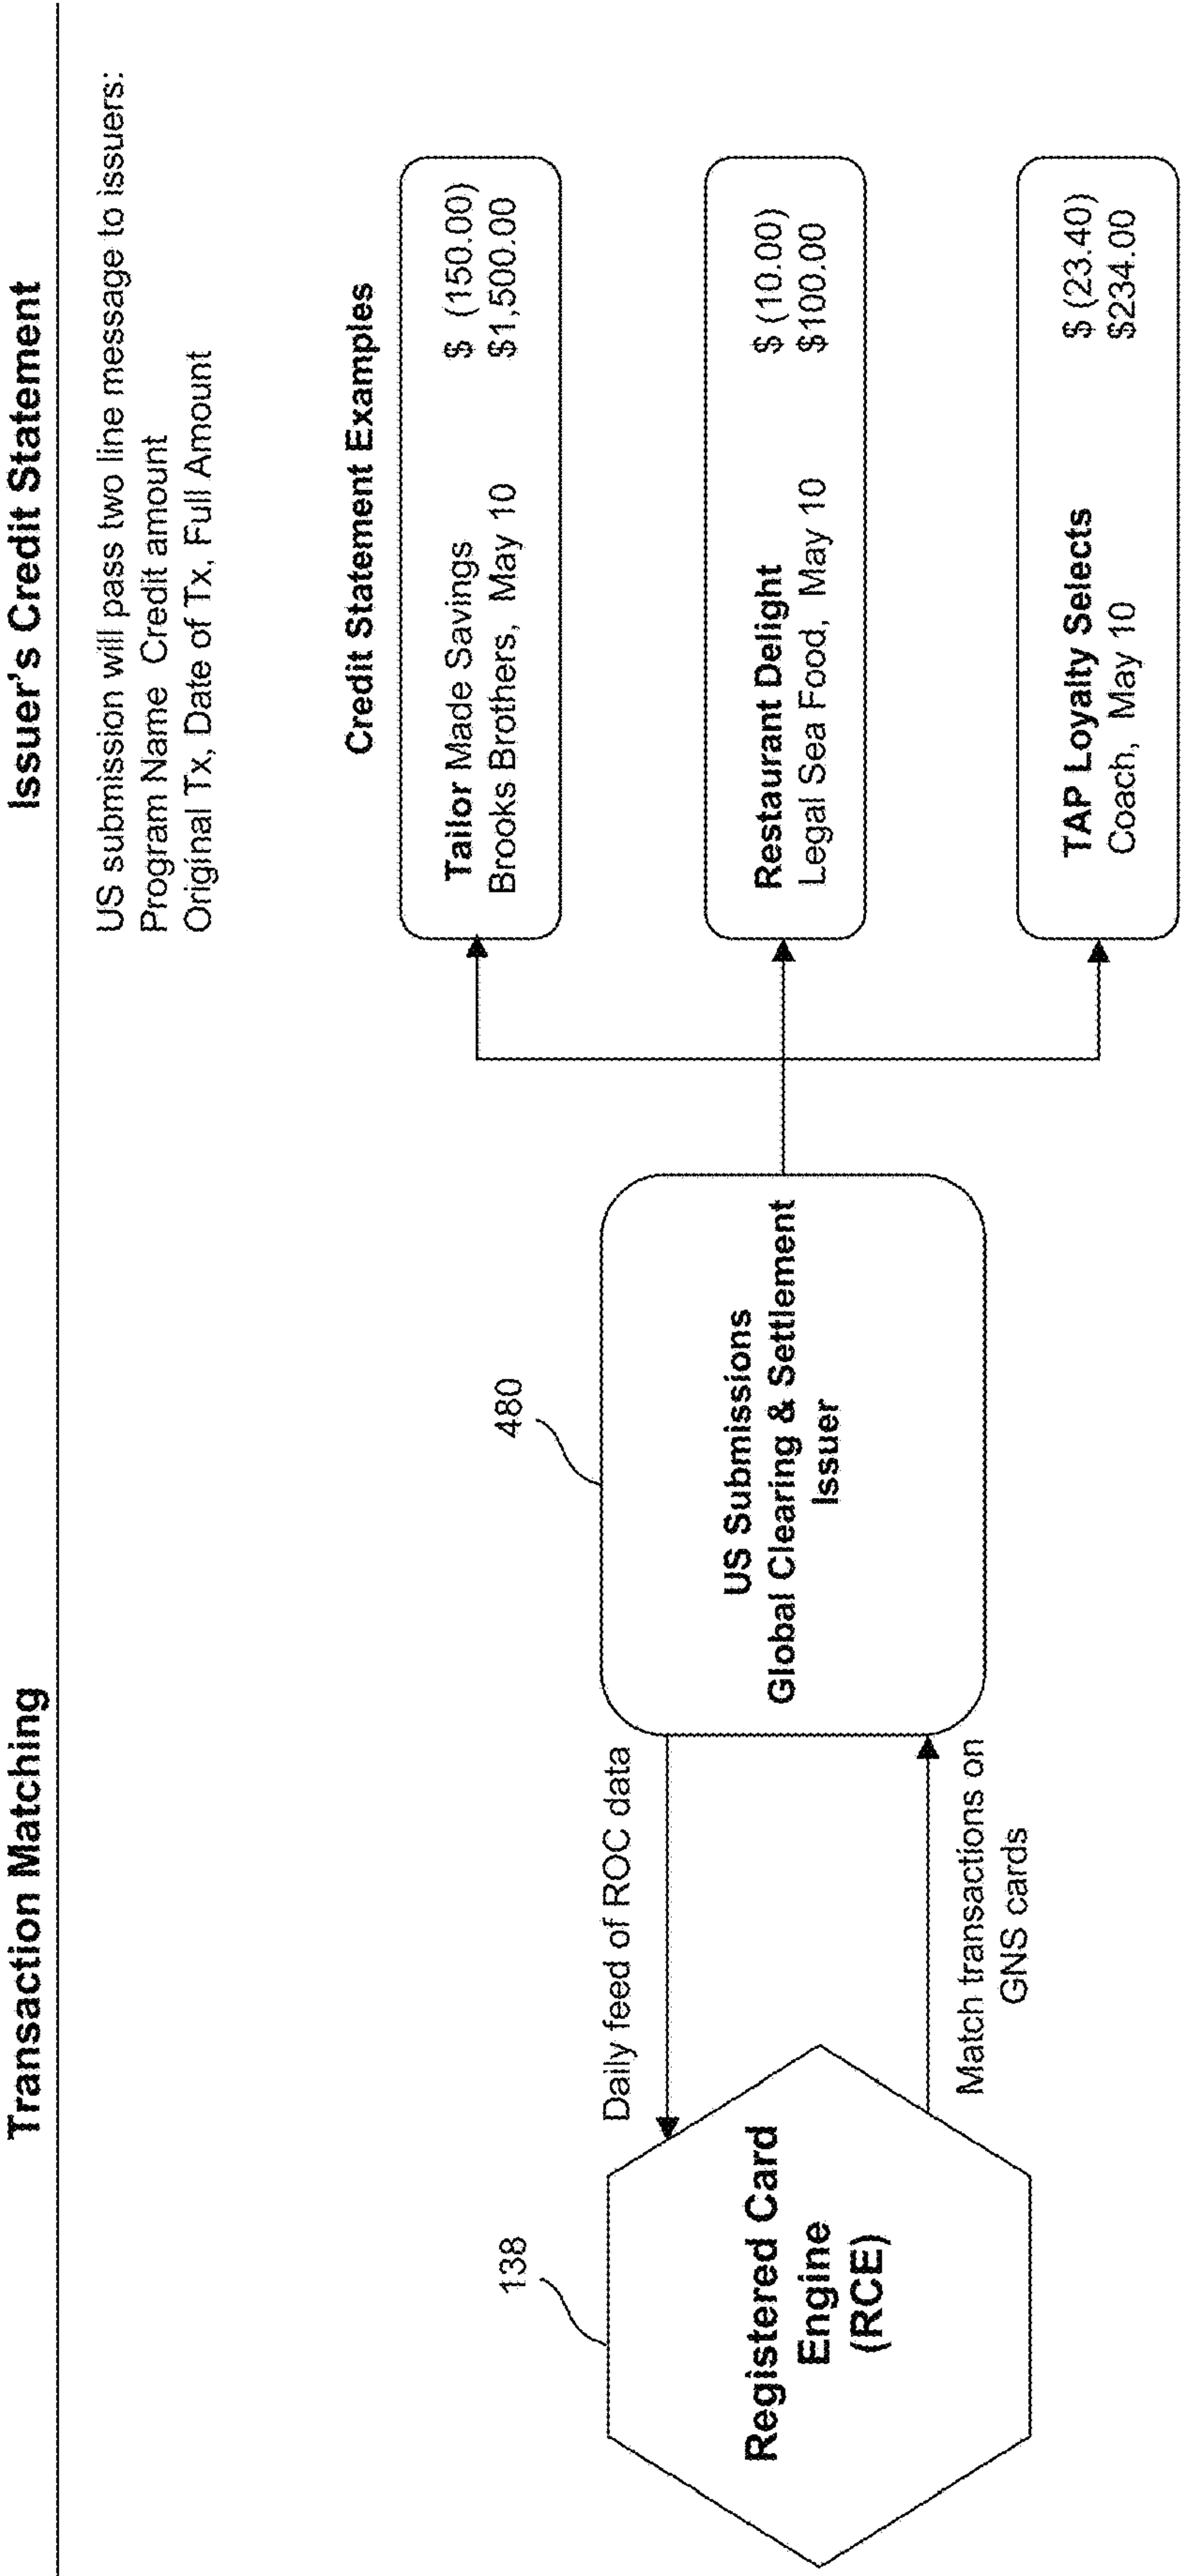 Transaction Matching
Issuer's Credit Statement
US submission will pass two line message to issuers:
Program Name  Credit amount
Original Tx, Date of Tx, Full Amount
Credit Statement Examples
138
Registered Card
Engine
(RCE)
Daily feed of ROC data
Match transactions on
GNS cards
480
US Submissions
Global Clearing & Settlement
Issuer
Tailor Made Savings $ (150.00)
Brooks Brothers, May 10 $1,500.00
Restaurant Delight $ (10.00)
Legal Sea Food, May 10 $100.00
TAP Loyalty Selects $ (23.40)
Coach, May 10 $234.00